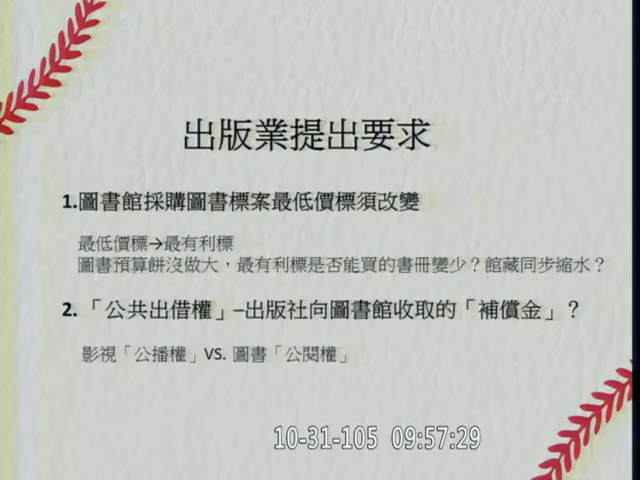 出版業提出要求
1.圖書館採購圖書標案最低價標須改變
最低價標→最有利標
圖書預算餅沒做大，最有利標是否能買的書冊變少？館藏同步縮水？
2. 「公共出借權」–出版社向圖書館收取的「補償金」？
影視「公播權」VS. 圖書「公閱權」
10-31-105 09:57:29